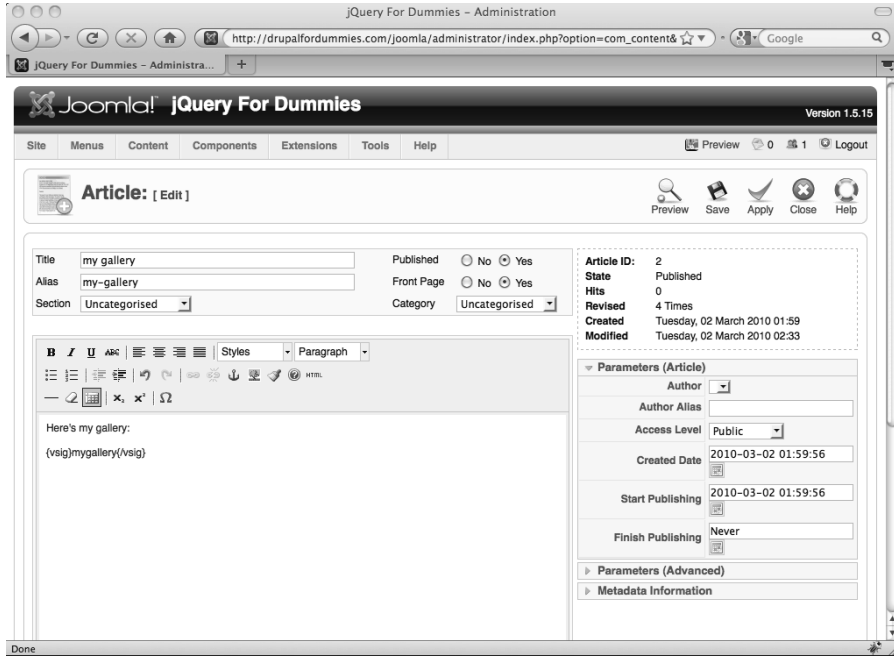 jQuery For Dummies – Administration
http://drupalfordummies.com/joomla/administrator/index.php?option=com_content&
Google
jQuery For Dummies – Administra...
Joomla! jQuery For Dummies
Version 1.5.15
Site Menus Content Components Extensions Tools Help
Preview 0 1 Logout
Article: [ Edit ]
Preview Save Apply Close Help
Title my gallery
Published No Yes
Alias my-gallery
Front Page No Yes
Section Uncategorised
Category Uncategorised
B I U ABC Styles Paragraph
HTML
x₂ x² Ω
Here's my gallery:
{vsig}mygallery{/vsig}
Article ID: 2
State Published
Hits 0
Revised 4 Times
Created Tuesday, 02 March 2010 01:59
Modified Tuesday, 02 March 2010 02:33
Parameters (Article)
Author
Author Alias
Access Level Public
Created Date 2010-03-02 01:59:56
Start Publishing 2010-03-02 01:59:56
Finish Publishing Never
Parameters (Advanced)
Metadata Information
Done